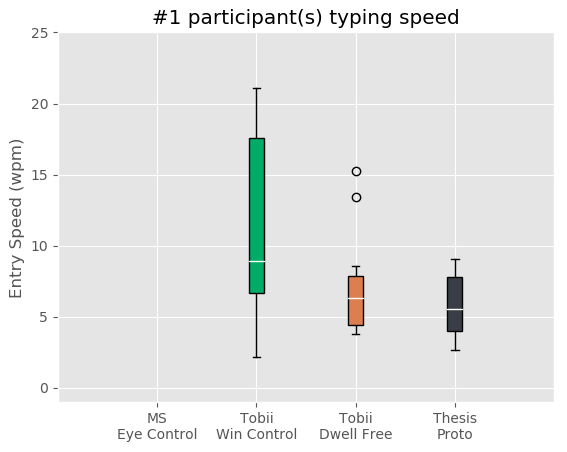 #1 participant(s) typing speed
Entry Speed (wpm)
25
20
15
10
5
0
MS
Eye Control
Tobii
Win Control
Tobii
Dwell Free
Thesis
Proto